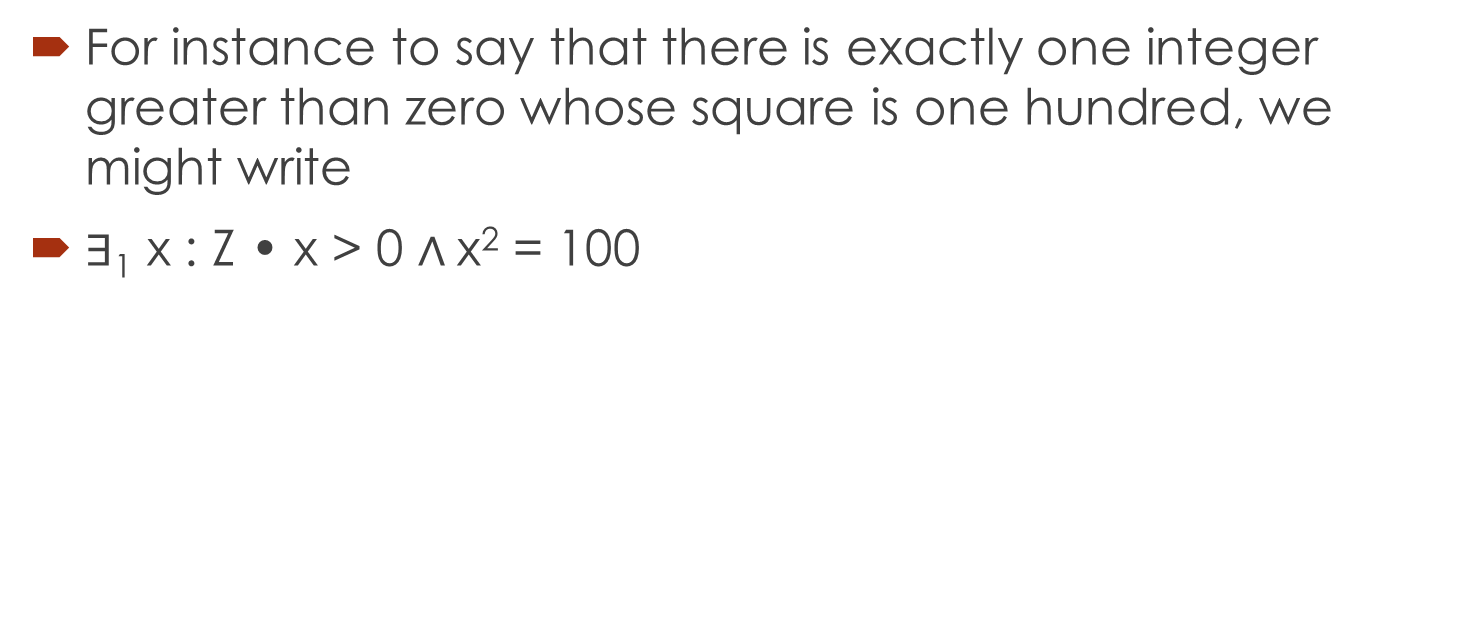 For instance to say that there is exactly one integer
greater than zero whose square is one hundred, we
might write
∃₁ x : Z • x > 0 ∧ x² = 100